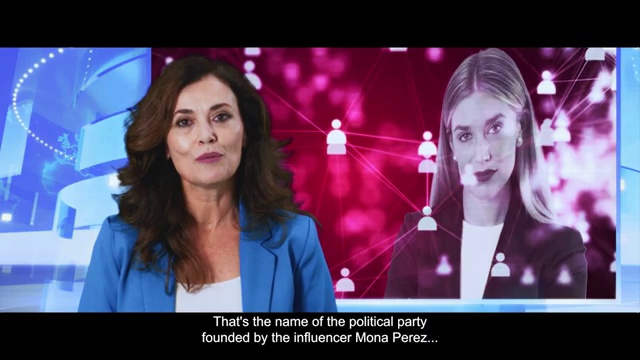 That's the name of the political party
founded by the influencer Mona Perez...